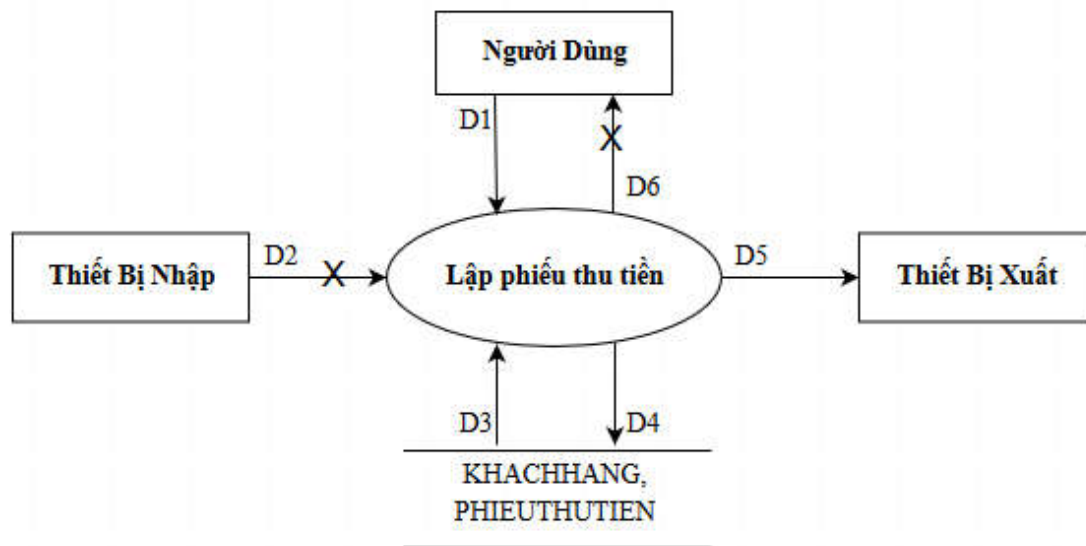 Người Dùng
D1
X
D6
Thiết Bị Nhập
D2
X
Lập phiếu thu tiền
D5
Thiết Bị Xuất
D3
D4
KHACHHANG,
PHIEUTHUTIEN